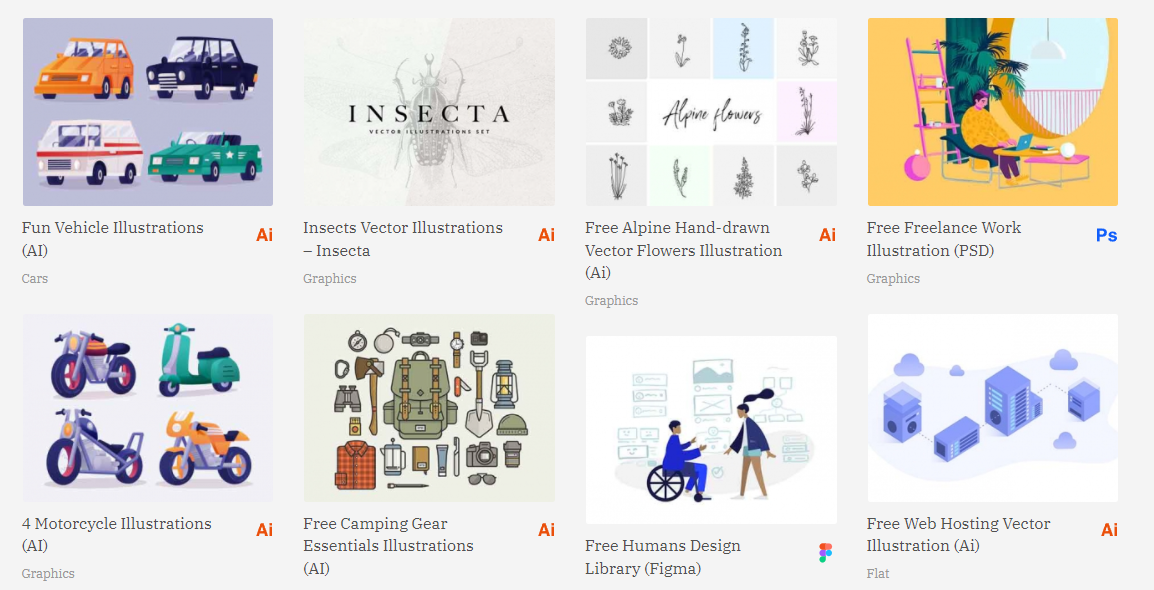 INSECTA
VECTOR ILLUSTRATIONS SET
Alpine flowers
Fun Vehicle Illustrations
(AI)
Ai
Cars
Insects Vector Illustrations
– Insecta
Ai
Graphics
Free Alpine Hand-drawn
Vector Flowers Illustration
(Ai)
Ai
Graphics
Free Freelance Work
Illustration (PSD)
Ps
Graphics
4 Motorcycle Illustrations
(AI)
Ai
Graphics
Free Camping Gear
Essentials Illustrations
(AI)
Ai
Free Humans Design
Library (Figma)
Free Web Hosting Vector
Illustration (Ai)
Ai
Flat